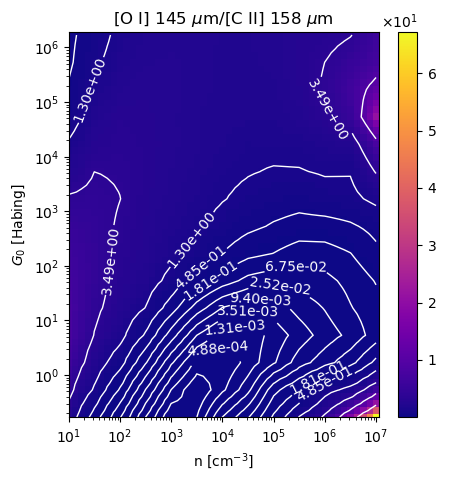 [O I] 145 μm/[C II] 158 μm
×10¹
G₀ [Habing]
10⁶
10⁵
10⁴
10³
10²
10¹
10⁰
1.30e+00
3.49e+00
3.49e+00
1.30e+00
4.85e-01
1.81e-01
6.75e-02
2.52e-02
9.40e-03
3.51e-03
1.31e-03
4.88e-04
1.81e-01
4.85e-01
10¹ 10² 10³ 10⁴ 10⁵ 10⁶ 10⁷
n [cm⁻³]
6
5
4
3
2
1